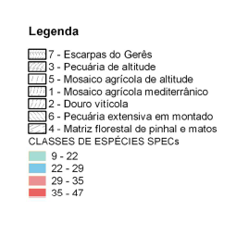 Legenda
7 - Escarpas do Gerês
3 - Pecuária de altitude
5 - Mosaico agrícola de altitude
1 - Mosaico agrícola mediterrânico
2 - Douro vitícola
6 - Pecuária extensiva em montado
4 - Matriz florestal de pinhal e matos
CLASSES DE ESPÉCIES SPECs
9 - 22
22 - 29
29 - 35
35 - 47